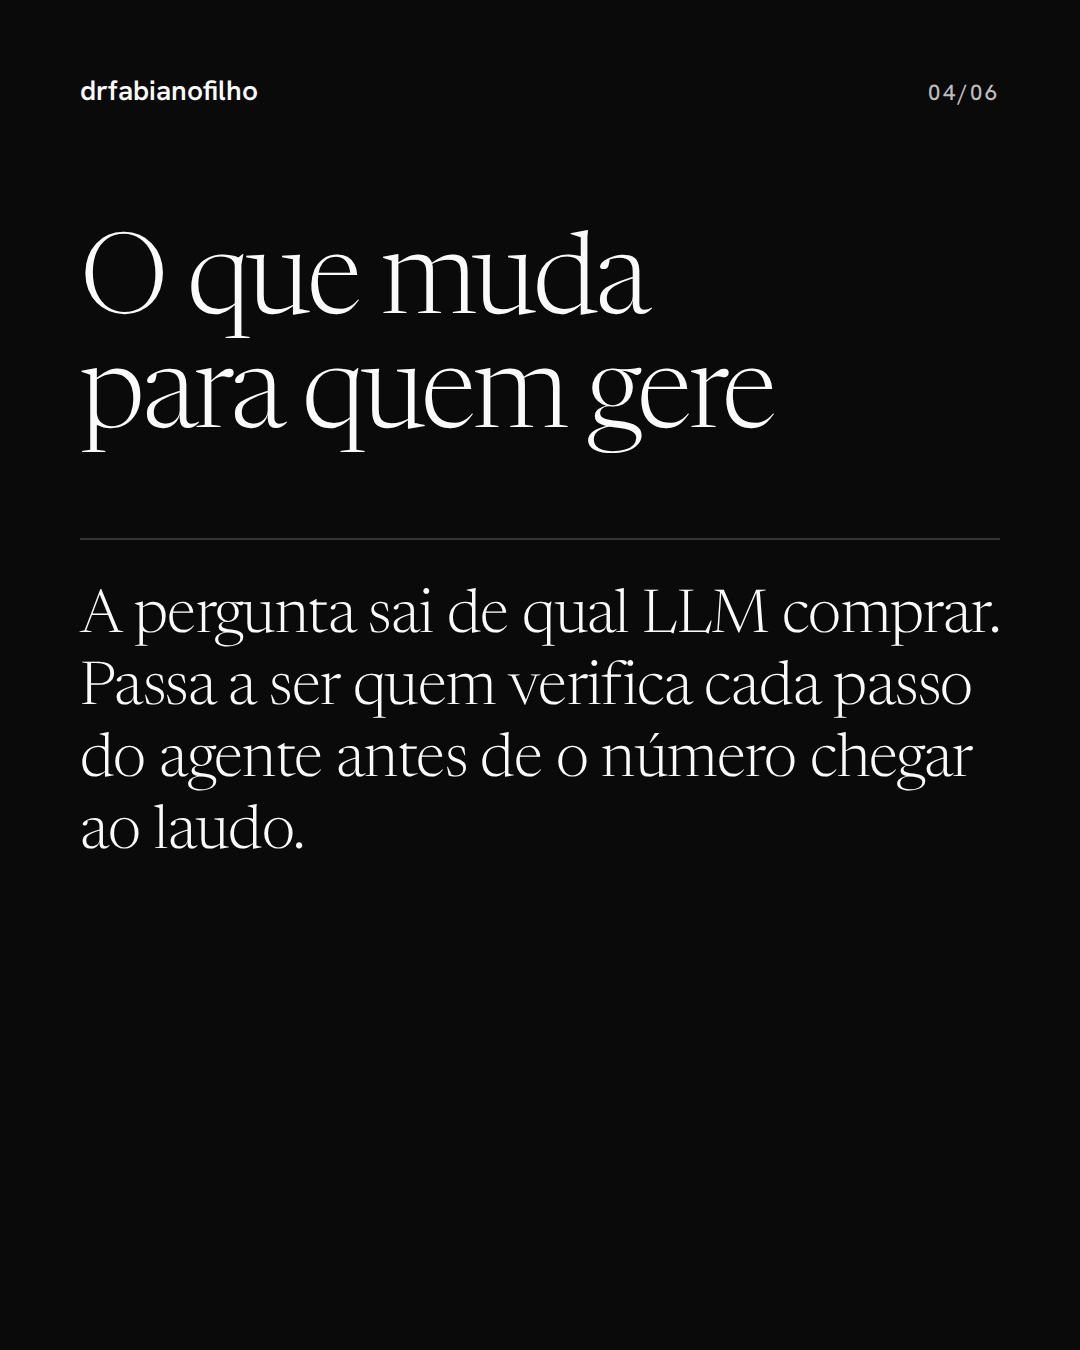 drfabianofilho
04/06
O que muda
para quem gere
A pergunta sai de qual LLM comprar.
Passa a ser quem verifica cada passo
do agente antes de o número chegar
ao laudo.